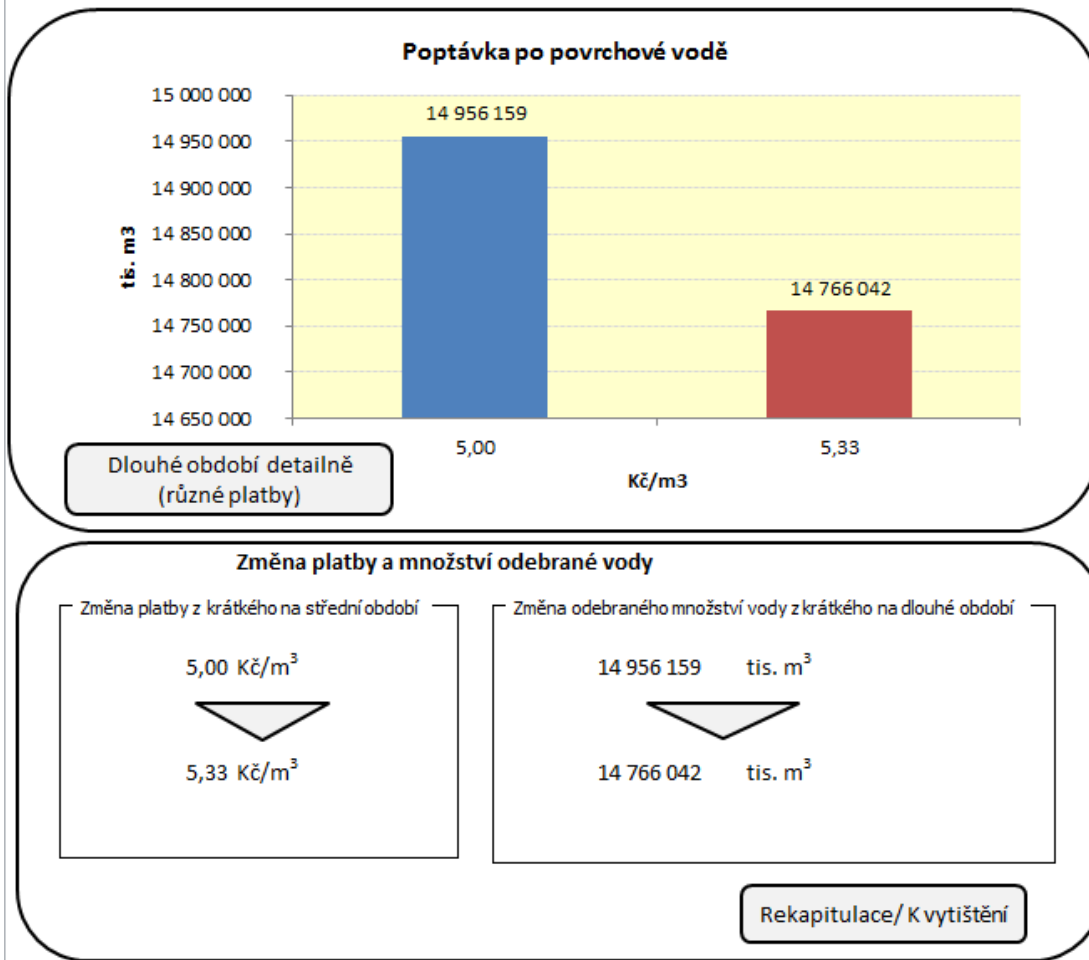 Poptávka po povrchové vodě
15 000 000
14 956 159
14 950 000
14 900 000
14 850 000
tis. m3
14 800 000
14 766 042
14 750 000
14 700 000
14 650 000
5,00
5,33
Kč/m3
Dlouhé období detailně
(různé platby)
Změna platby a množství odebrané vody
Změna platby z krátkého na střední období
5,00 Kč/m³
5,33 Kč/m³
Změna odebraného množství vody z krátkého na dlouhé období
14 956 159 tis. m³
14 766 042 tis. m³
Rekapitulace/ K vytištění